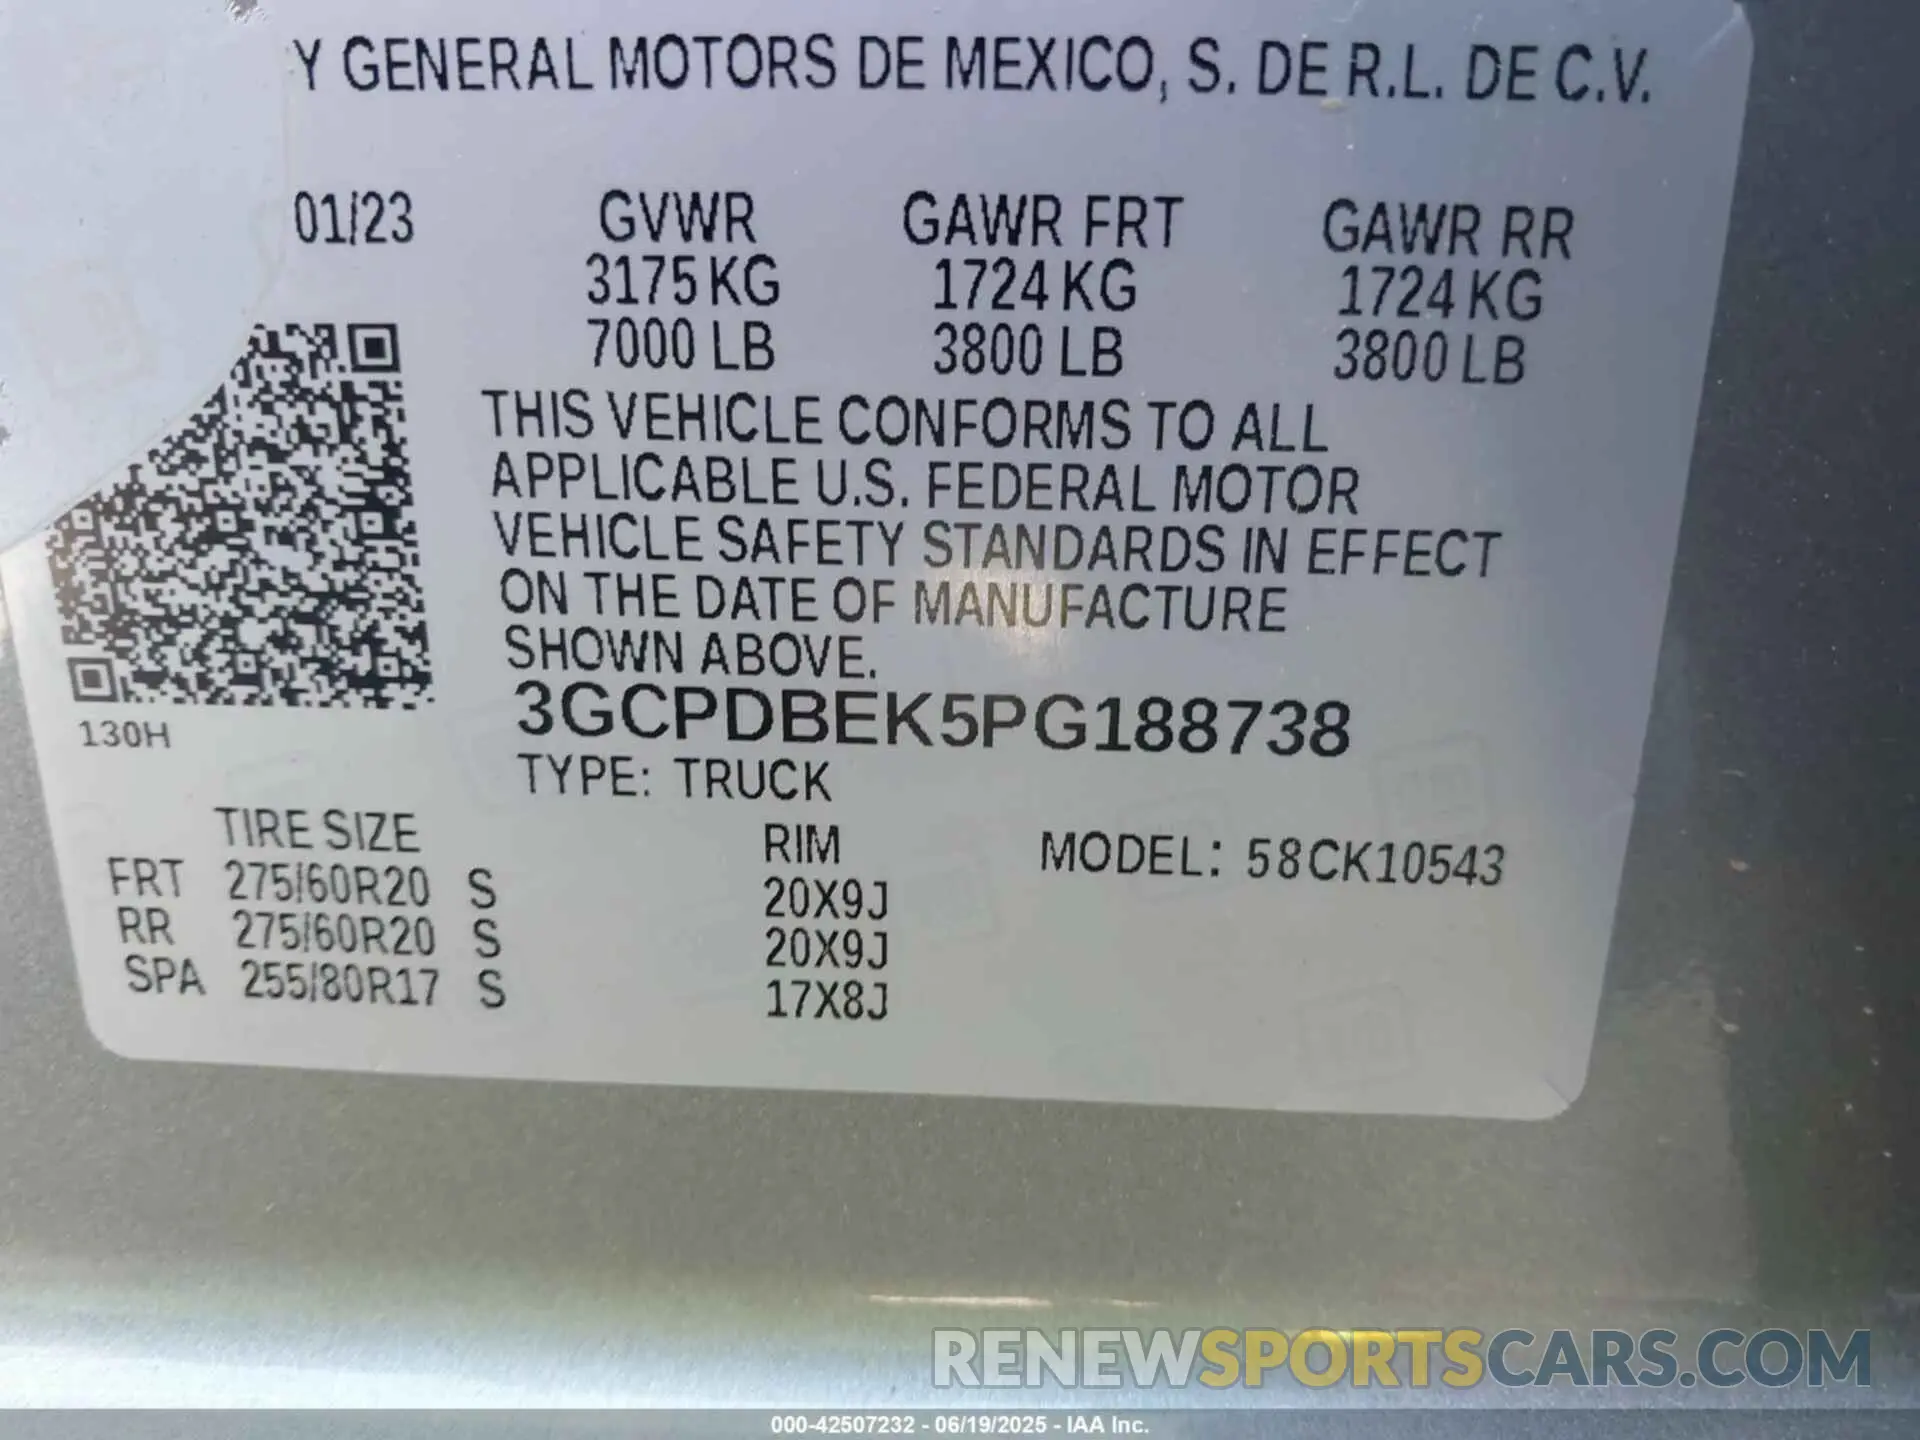 Y GENERAL MOTORS DE MEXICO, S. DE R.L. DE C.V.
01/23 GVWR GAWR FRT GAWR RR
3175 KG 1724 KG 1724 KG
7000 LB 3800 LB 3800 LB
THIS VEHICLE CONFORMS TO ALL
APPLICABLE U.S. FEDERAL MOTOR
VEHICLE SAFETY STANDARDS IN EFFECT
ON THE DATE OF MANUFACTURE
SHOWN ABOVE.
3GCPDBEK5PG188738
130H
TYPE: TRUCK
TIRE SIZE RIM MODEL: 58CK10543
FRT 275/60R20 S 20X9J
RR 275/60R20 S 20X9J
SPA 255/80R17 S 17X8J
RENEWSPORTSCARS.COM
000-42507232 - 06/19/2025 - IAA Inc.